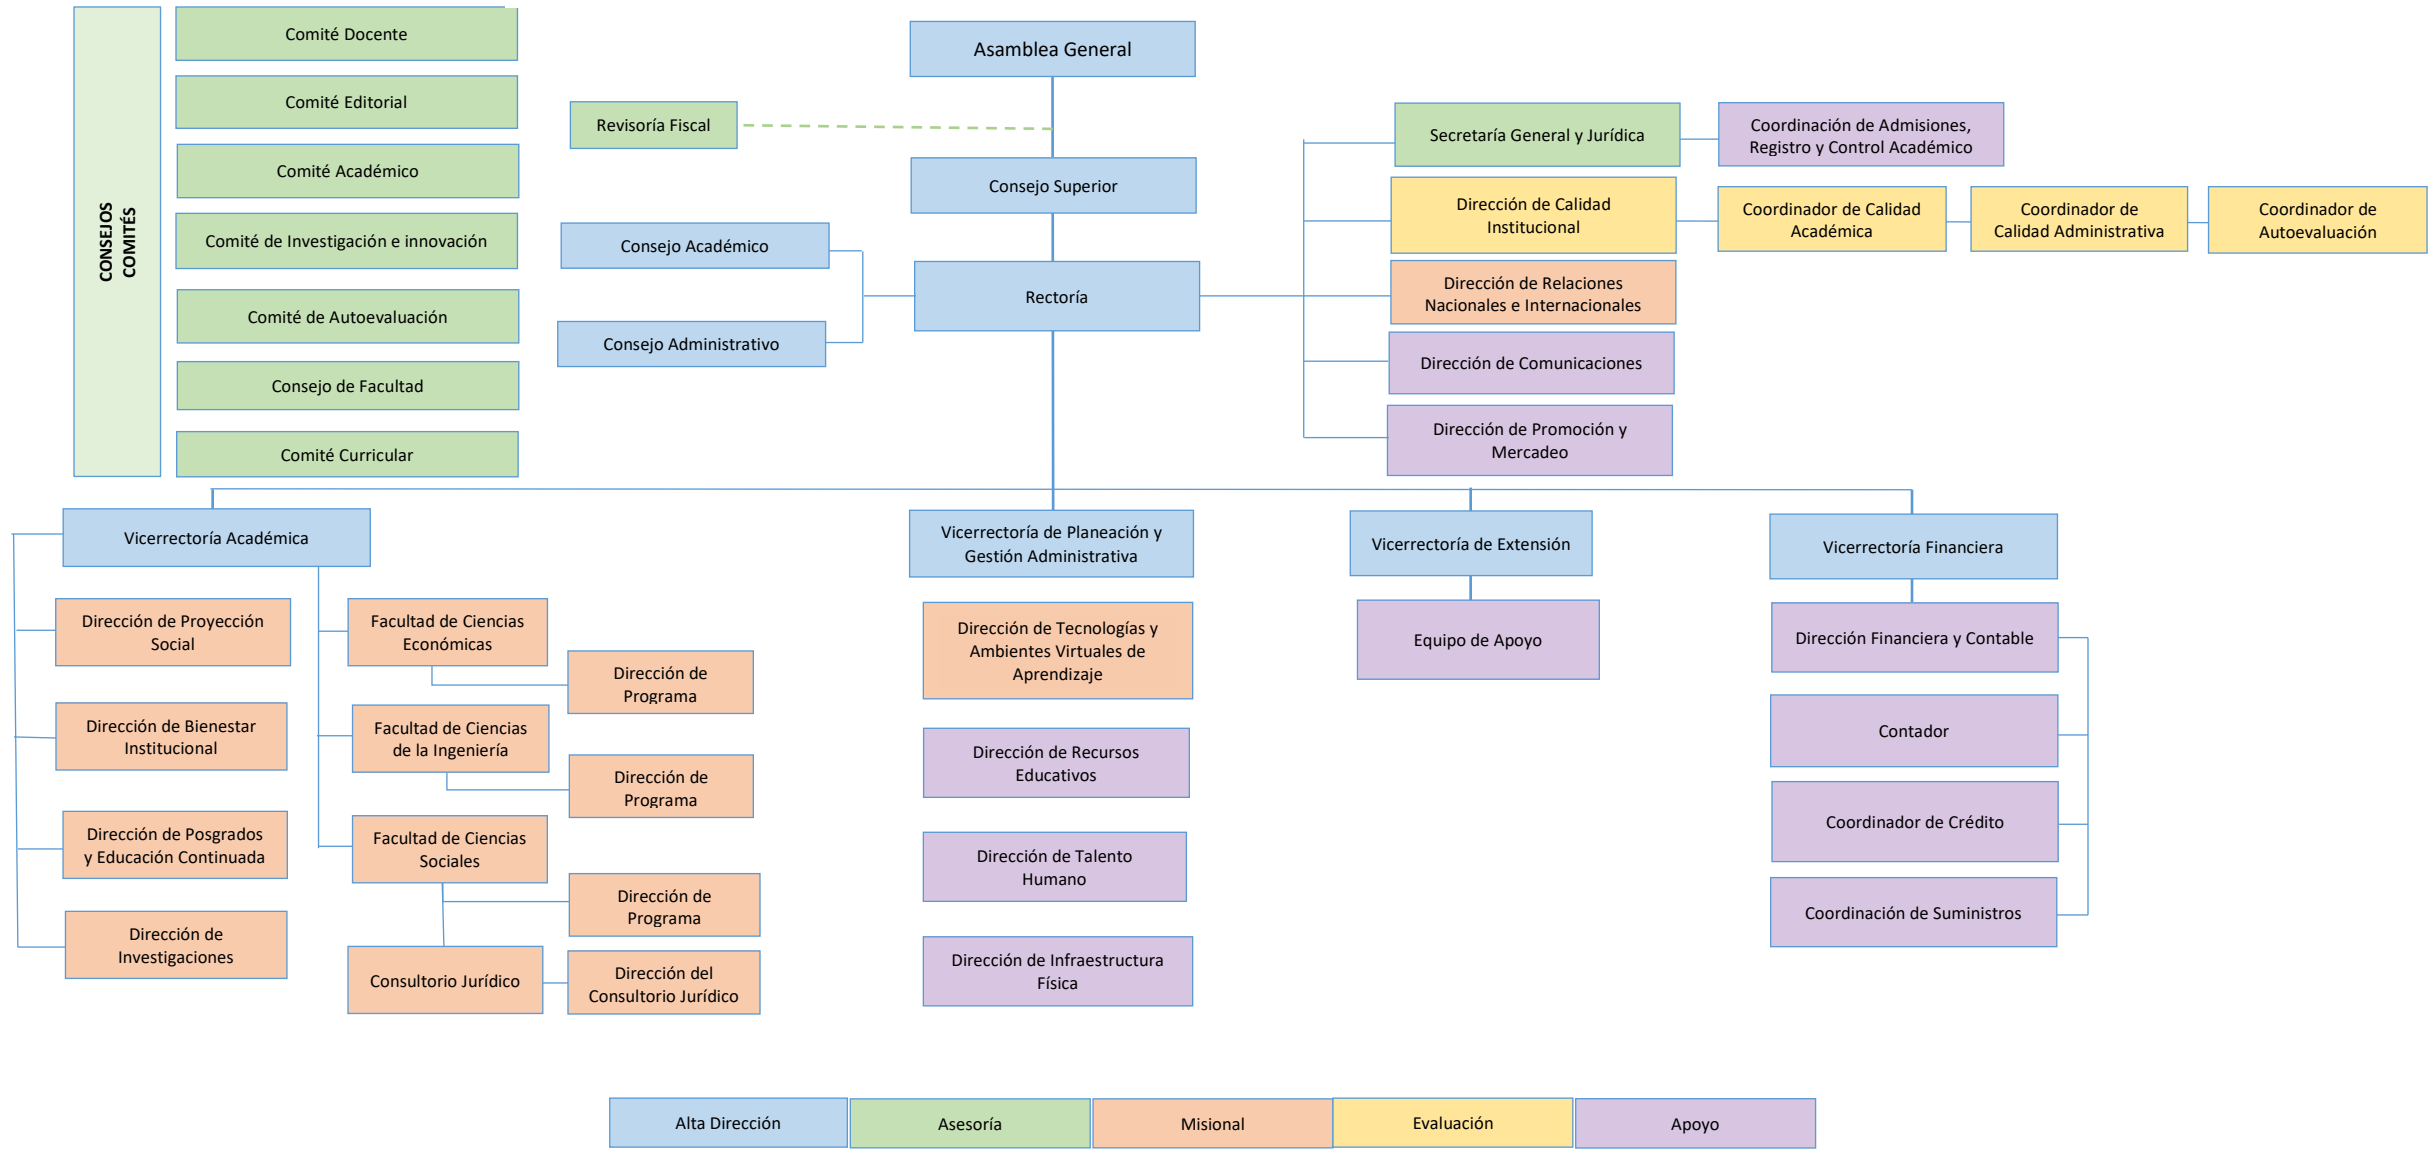 CONSEJOS
COMITÉS
Comité Docente
Comité Editorial
Comité Académico
Comité de Investigación e innovación
Comité de Autoevaluación
Consejo de Facultad
Comité Curricular
Asamblea General
Revisoría Fiscal
Consejo Superior
Consejo Académico
Rectoría
Consejo Administrativo
Secretaría General y Jurídica
Coordinación de Admisiones,
Registro y Control Académico
Dirección de Calidad
Institucional
Coordinador de Calidad
Académica
Coordinador de
Calidad Administrativa
Coordinador de
Autoevaluación
Dirección de Relaciones
Nacionales e Internacionales
Dirección de Comunicaciones
Dirección de Promoción y
Mercadeo
Vicerrectoría Académica
Dirección de Proyección
Social
Dirección de Bienestar
Institucional
Dirección de Posgrados
y Educación Continuada
Dirección de
Investigaciones
Facultad de Ciencias
Económicas
Dirección de
Programa
Facultad de Ciencias
de la Ingeniería
Dirección de
Programa
Facultad de Ciencias
Sociales
Dirección de
Programa
Consultorio Jurídico
Dirección del
Consultorio Jurídico
Vicerrectoría de Planeación y
Gestión Administrativa
Dirección de Tecnologías y
Ambientes Virtuales de
Aprendizaje
Dirección de Recursos
Educativos
Dirección de Talento
Humano
Dirección de Infraestructura
Física
Vicerrectoría de Extensión
Equipo de Apoyo
Vicerrectoría Financiera
Dirección Financiera y Contable
Contador
Coordinador de Crédito
Coordinación de Suministros
Alta Dirección
Asesoría
Misional
Evaluación
Apoyo